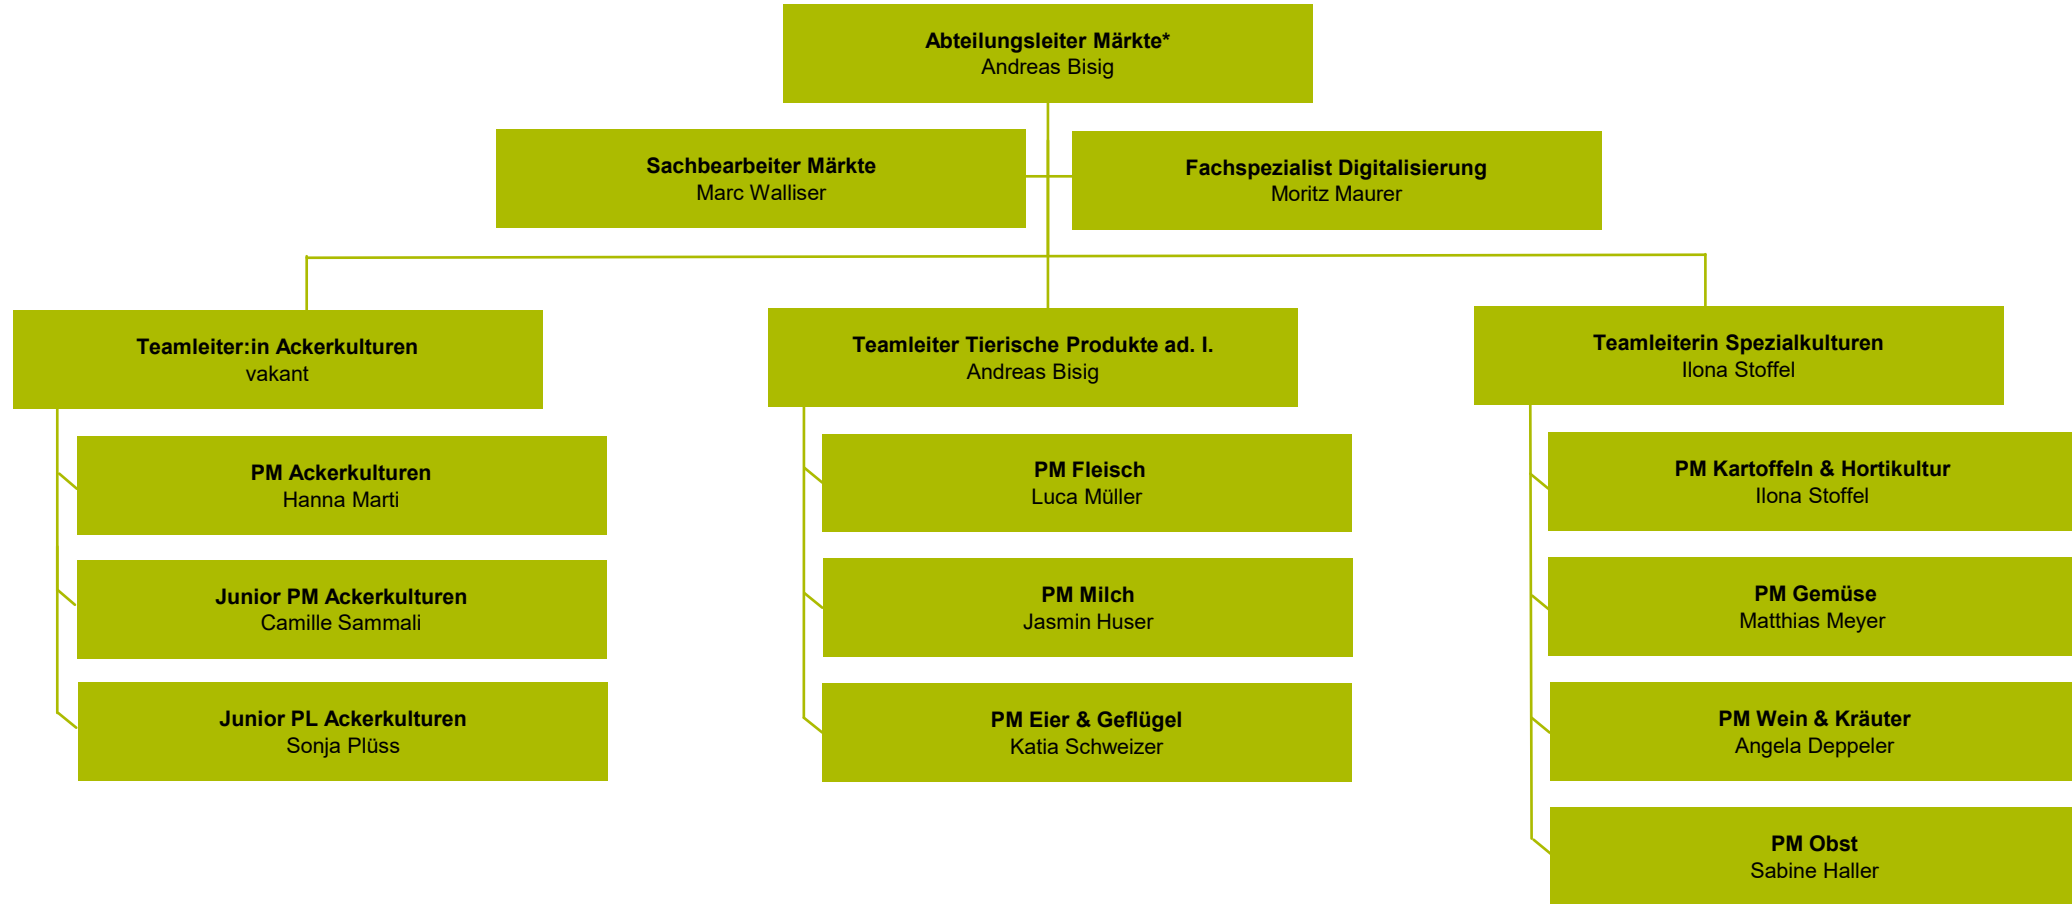 Abteilungsleiter Märkte*
Andreas Bisig
Sachbearbeiter Märkte
Marc Walliser
Fachspezialist Digitalisierung
Moritz Maurer
Teamleiter:in Ackerkulturen
vakant
PM Ackerkulturen
Hanna Marti
Junior PM Ackerkulturen
Camille Sammali
Junior PL Ackerkulturen
Sonja Plüss
Teamleiter Tierische Produkte ad. I.
Andreas Bisig
PM Fleisch
Luca Müller
PM Milch
Jasmin Huser
PM Eier & Geflügel
Katia Schweizer
Teamleiterin Spezialkulturen
Ilona Stoffel
PM Kartoffeln & Hortikultur
Ilona Stoffel
PM Gemüse
Matthias Meyer
PM Wein & Kräuter
Angela Deppeler
PM Obst
Sabine Haller